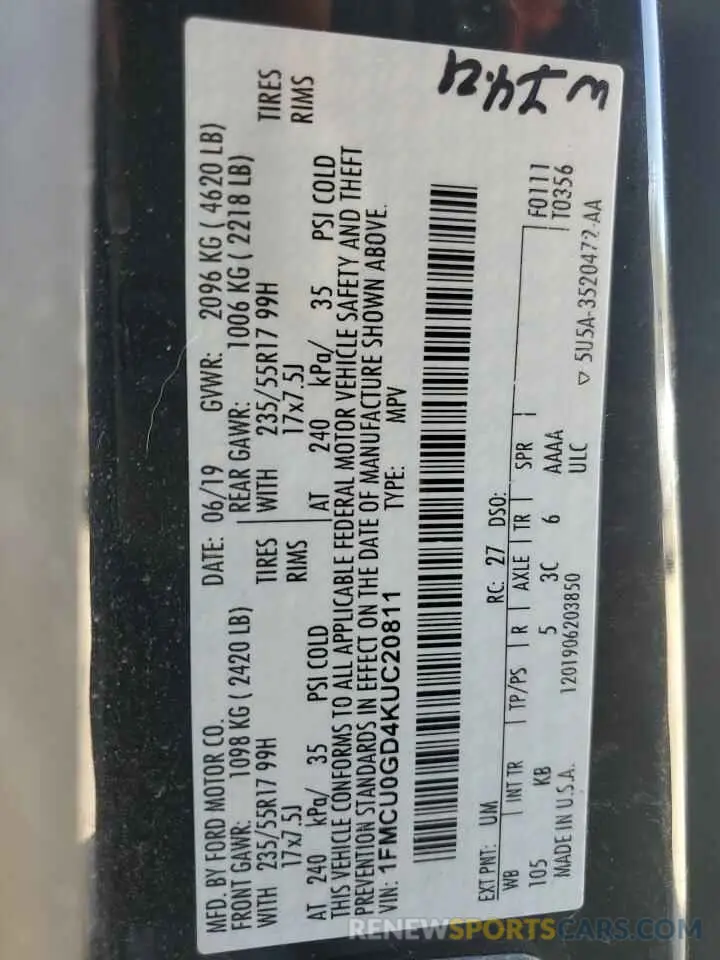 MFD. BY FORD MOTOR CO. DATE: 06/19 GVWR: 2096 KG ( 4620 LB)
FRONT GAWR: 1098 KG ( 2420 LB) REAR GAWR: 1006 KG ( 2218 LB)
WITH 235/55R17 99H TIRES WITH 235/55R17 99H TIRES
17x7.5J RIMS 17x7.5J RIMS
AT 240 kPa/ 35 PSI COLD AT 240 kPa/ 35 PSI COLD
THIS VEHICLE CONFORMS TO ALL APPLICABLE FEDERAL MOTOR VEHICLE SAFETY AND THEFT
PREVENTION STANDARDS IN EFFECT ON THE DATE OF MANUFACTURE SHOWN ABOVE.
VIN: 1FMCU0GD4KUC20811 TYPE: MPV
EXT PNT: UM RC: 27 DSO: F0111
WB INT TR TP/PS R AXLE TR SPR T0356
105 KB 5 3C 6 AAAA
MADE IN U.S.A. 1201906203850 ULC ▽ 5U5A-3520472-AA
RENEWSPORTSCARS.COM